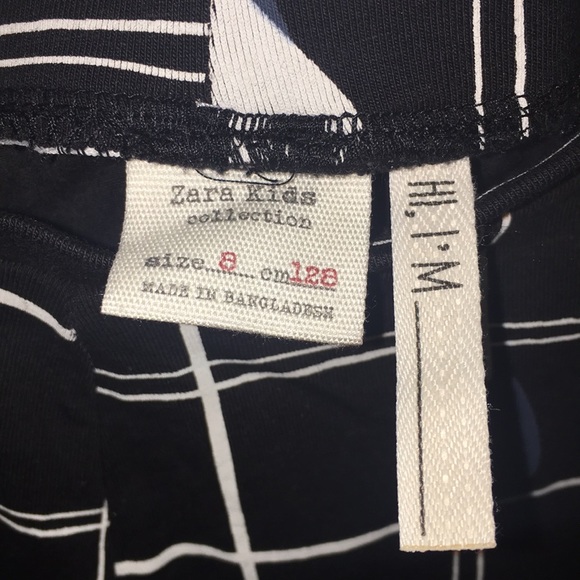 Zara Kids
collection
size 8 cm 128
MADE IN BANGLADESH
HI, I'M